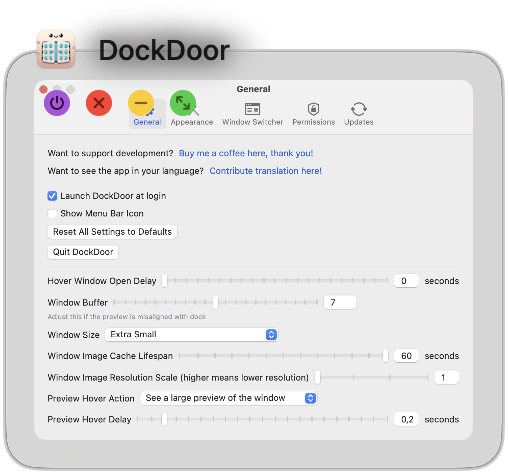 DockDoor
General
General Appearance Window Switcher Permissions Updates
Want to support development? Buy me a coffee here, thank you!
Want to see the app in your language? Contribute translation here!
Launch DockDoor at login
Show Menu Bar Icon
Reset All Settings to Defaults
Quit DockDoor
Hover Window Open Delay 0 seconds
Window Buffer 7
Adjust this if the preview is misaligned with dock
Window Size Extra Small
Window Image Cache Lifespan 60 seconds
Window Image Resolution Scale (higher means lower resolution) 1
Preview Hover Action See a large preview of the window
Preview Hover Delay 0,2 seconds